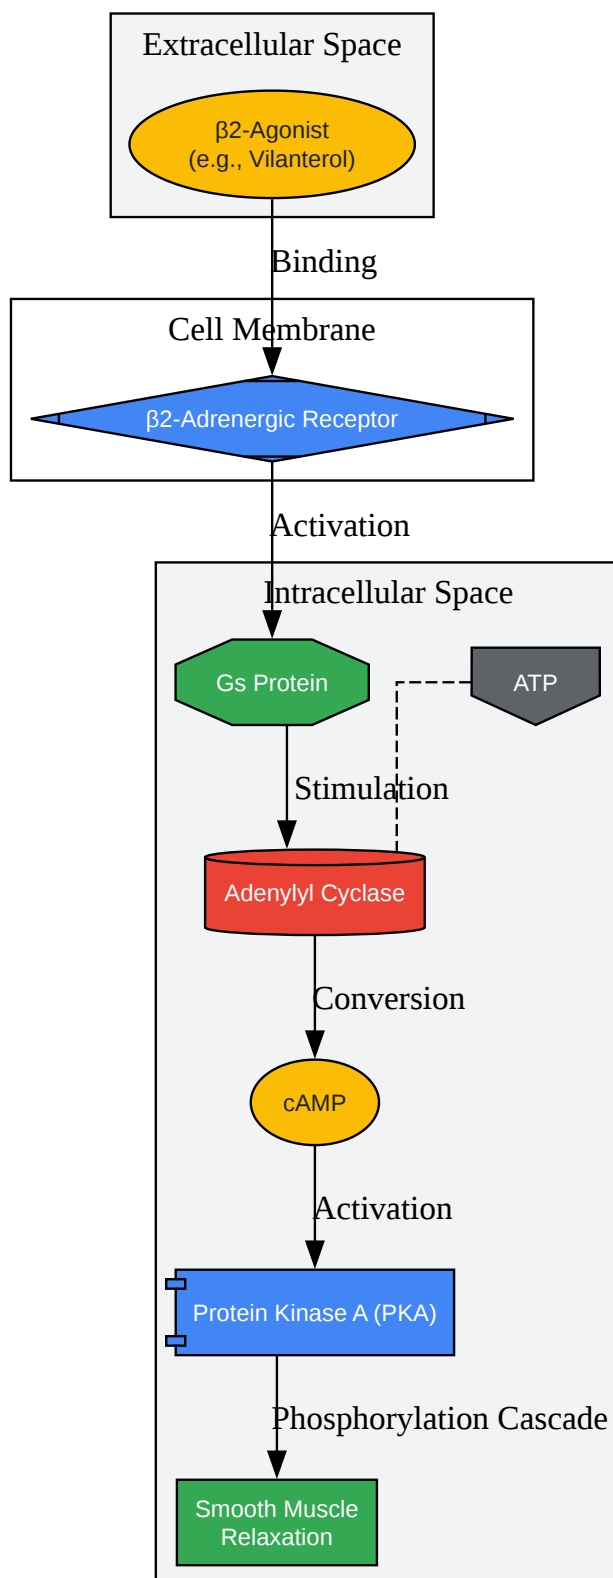 Extracellular Space
β2-Agonist
(e.g., Vilanterol)
Binding
Cell Membrane
β2-Adrenergic Receptor
Activation
Intracellular Space
Gs Protein
ATP
Stimulation
Adenylyl Cyclase
Conversion
cAMP
Activation
Protein Kinase A (PKA)
Phosphorylation Cascade
Smooth Muscle
Relaxation